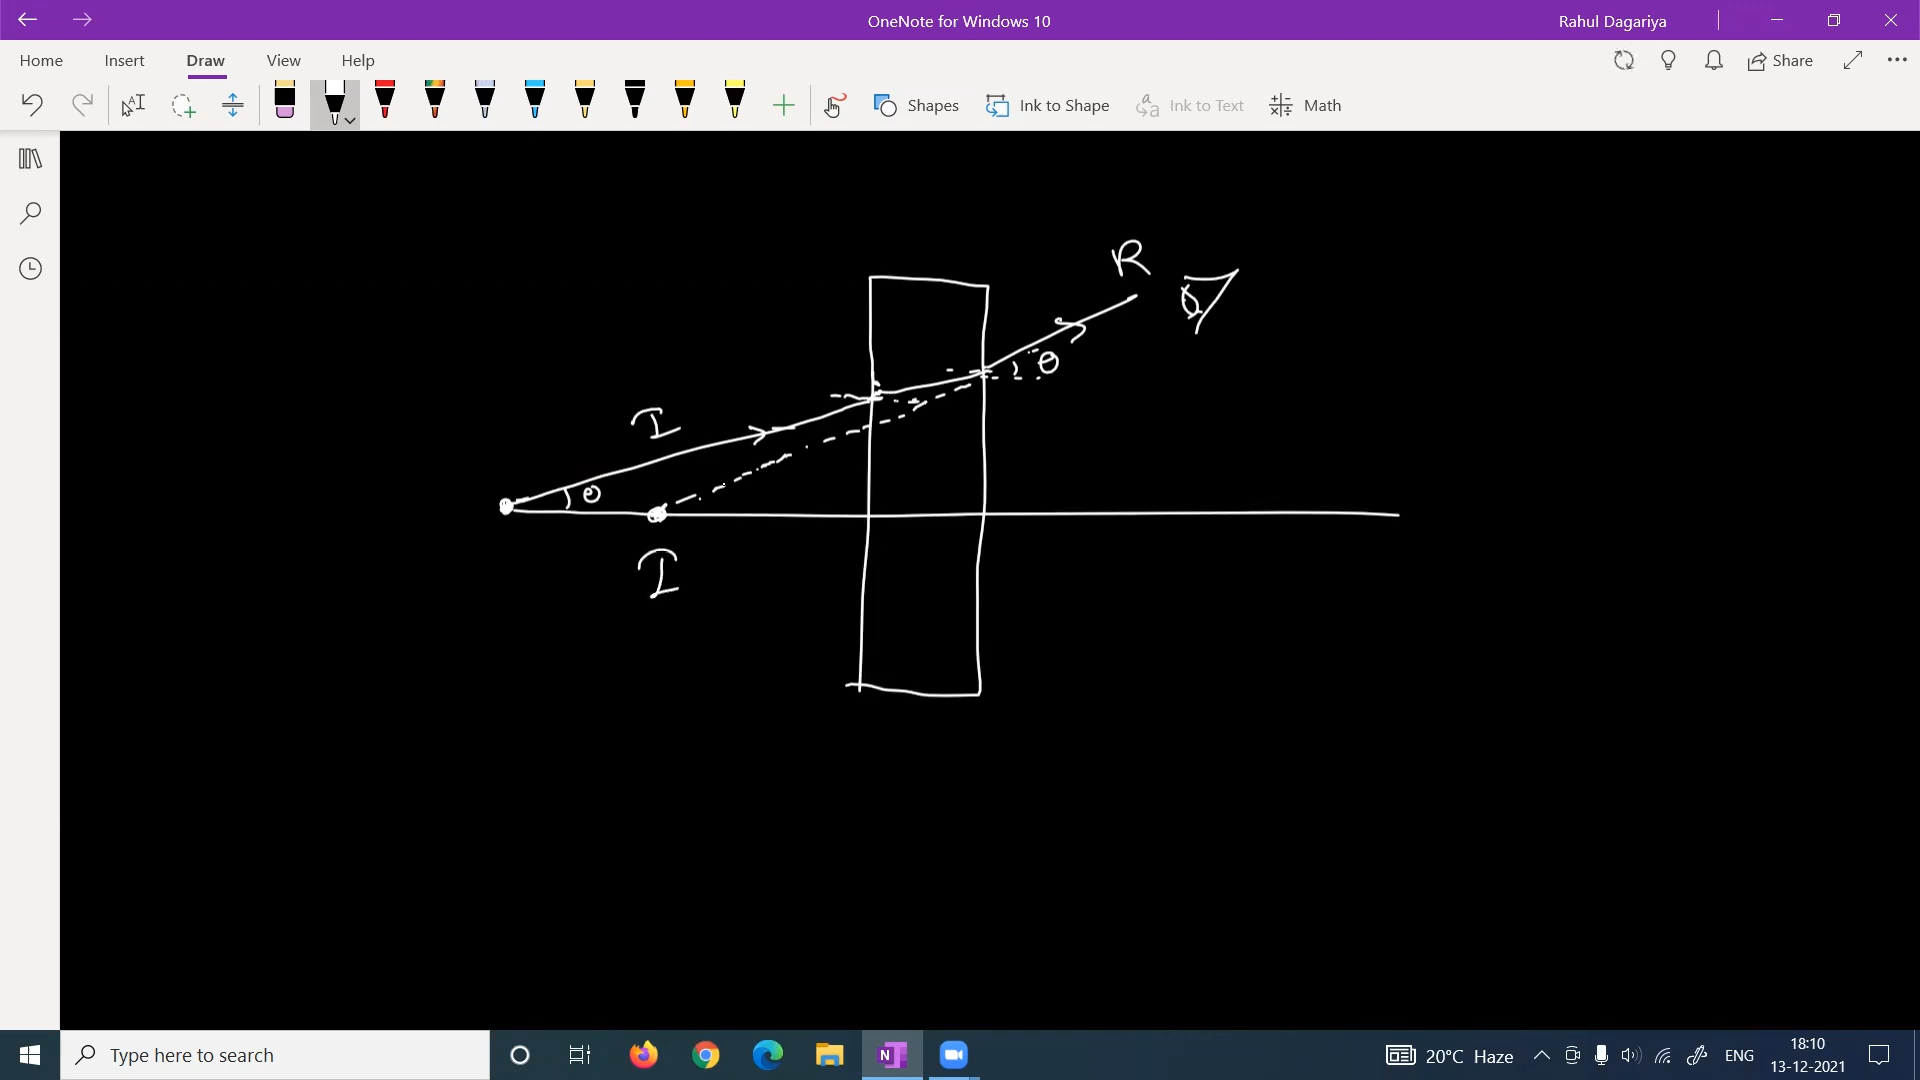 OneNote for Windows 10
Rahul Dagariya
Home Insert Draw View Help
Share
Shapes Ink to Shape Ink to Text Math
R
θ
I
θ
I
Type here to search
20°C Haze
ENG
18:10
13-12-2021